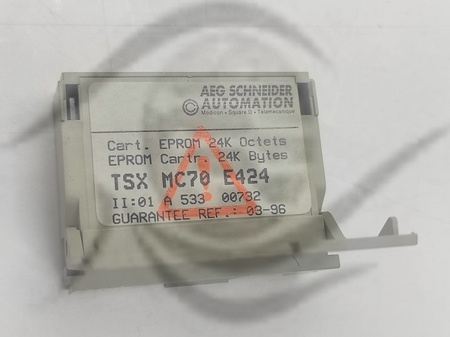 AEG SCHNEIDER
AUTOMATION
Modicon • Square D • Telemecanique
Cart. EPROM 24K Octets
EPROM Cartr. 24K Bytes
TSX MC70 E424
II:01 A 533 00732
GUARANTEE REF.: 03-96